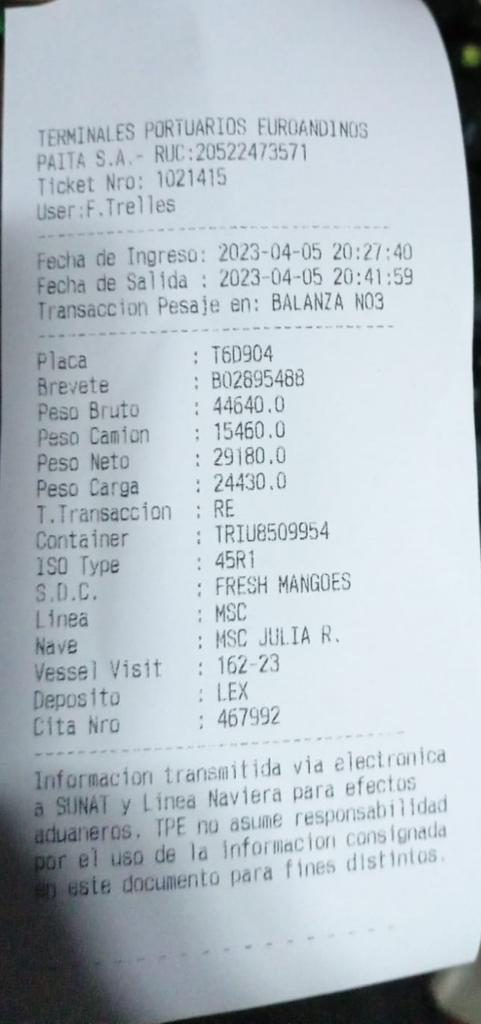 TERMINALES PORTUARIOS EUROANDINOS
PAITA S.A.- RUC:20522473571
Ticket Nro: 1021415
User:F.Trelles
Fecha de Ingreso: 2023-04-05 20:27:40
Fecha de Salida : 2023-04-05 20:41:59
Transaccion Pesaje en: BALANZA NO3
Placa : T6D904
Brevete : B02895488
Peso Bruto : 44640.0
Peso Camion : 15460.0
Peso Neto : 29180.0
Peso Carga : 24430.0
T.Transaccion : RE
Container : TRIU8509954
ISO Type : 45R1
S.D.C. : FRESH MANGOES
Linea : MSC
Nave : MSC JULIA R.
Vessel Visit : 162-23
Deposito : LEX
Cita Nro : 467992
Informacion transmitida via electronica
a SUNAT y Linea Naviera para efectos
aduaneros. TPE no asume responsabilidad
por el uso de la informacion consignada
en este documento para fines distintos.